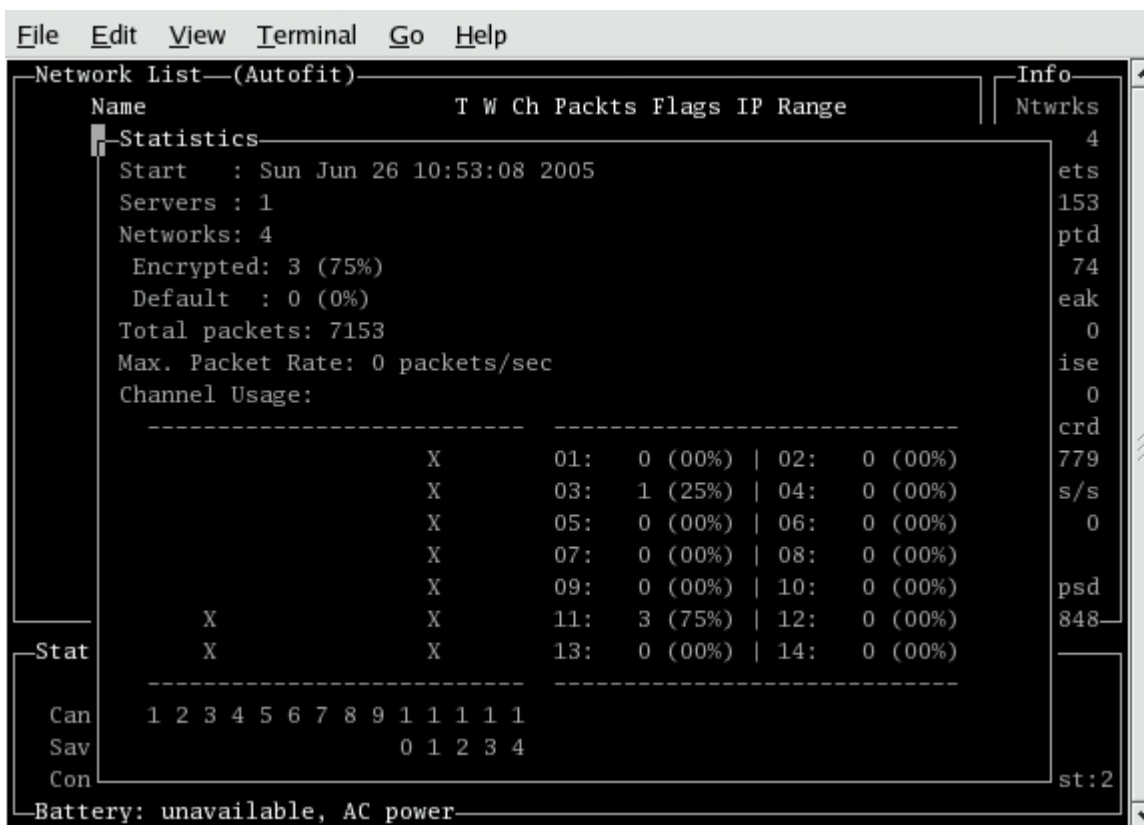 File Edit View Terminal Go Help
Network List—(Autofit) Info
Name T W Ch Packts Flags IP Range Ntwrks
Statistics 4
Start : Sun Jun 26 10:53:08 2005 ets
Servers : 1 153
Networks: 4 ptd
Encrypted: 3 (75%) 74
Default : 0 (0%) eak
Total packets: 7153 0
Max. Packet Rate: 0 packets/sec ise
Channel Usage: 0
--------------------------- ----------------------------- crd
X 01: 0 (00%) | 02: 0 (00%) 779
X 03: 1 (25%) | 04: 0 (00%) s/s
X 05: 0 (00%) | 06: 0 (00%) 0
X 07: 0 (00%) | 08: 0 (00%)
X 09: 0 (00%) | 10: 0 (00%) psd
X X 11: 3 (75%) | 12: 0 (00%) 848
Stat X X 13: 0 (00%) | 14: 0 (00%)
--------------------------- -----------------------------
Can 1 2 3 4 5 6 7 8 9 1 1 1 1 1
Sav 0 1 2 3 4
Con st:2
Battery: unavailable, AC power